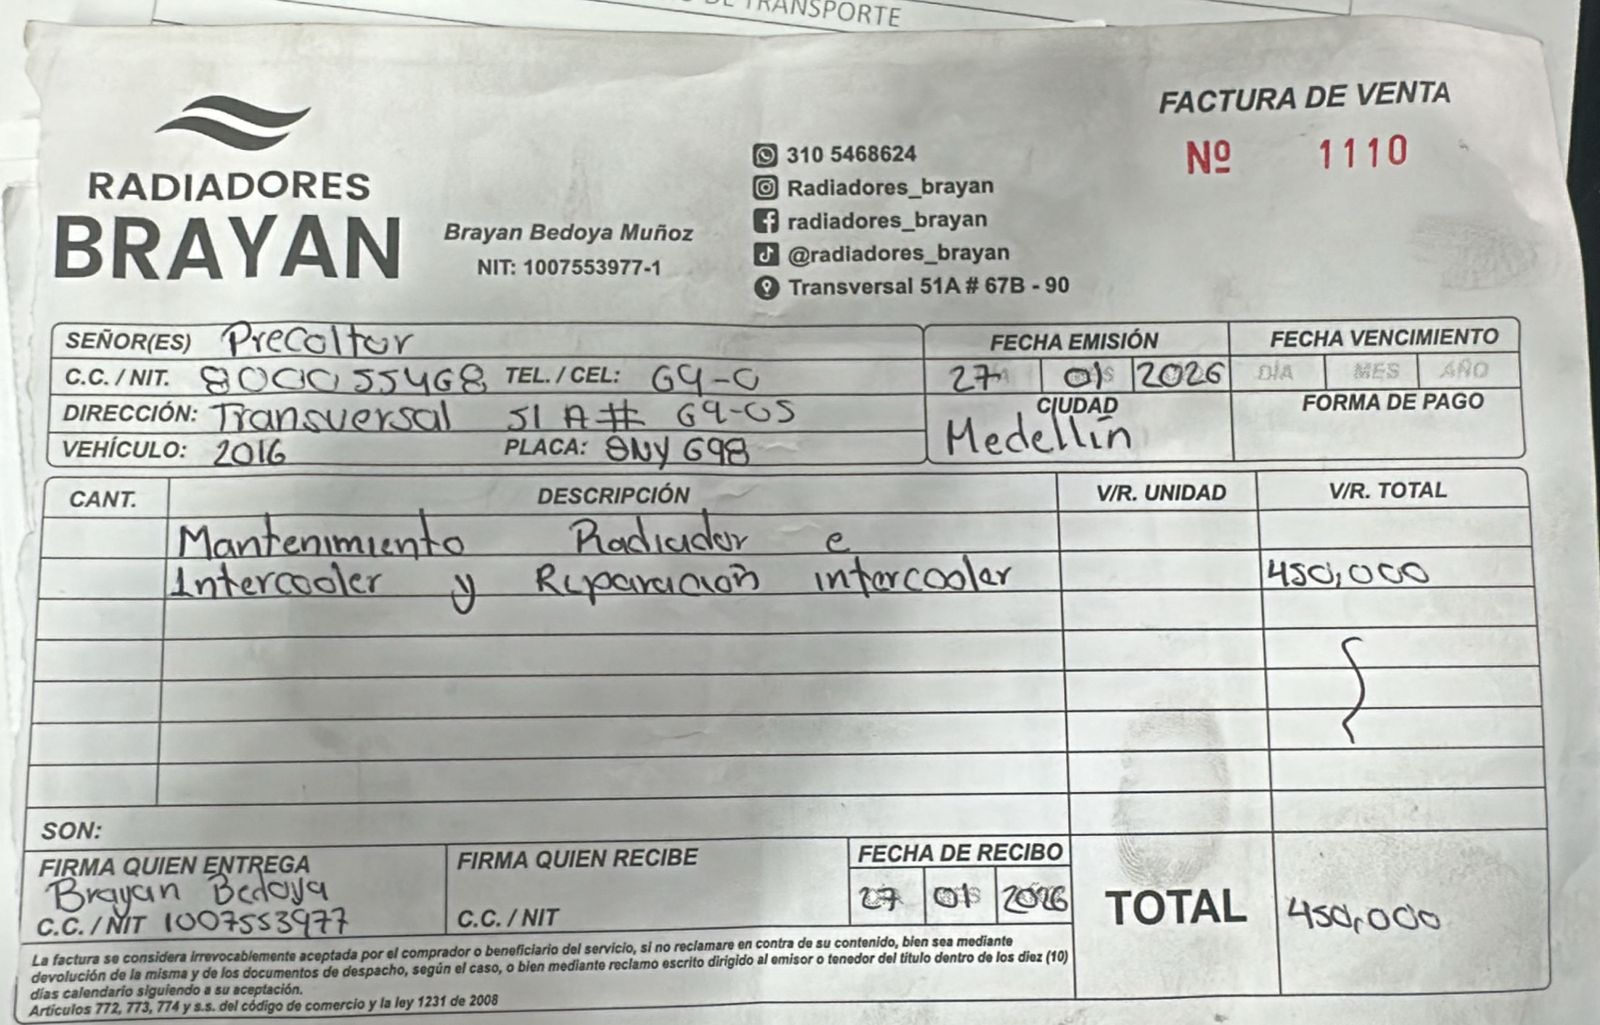 DE TRANSPORTE
RADIADORES
BRAYAN
Brayan Bedoya Muñoz
NIT: 1007553977-1
310 5468624
Radiadores_brayan
radiadores_brayan
@radiadores_brayan
Transversal 51A # 67B - 90
FACTURA DE VENTA
Nº 1110
SEÑOR(ES) Precoltur
C.C. / NIT. 8000554G8 TEL. / CEL: G9-0
DIRECCIÓN: Transversal 51 A # G9-05
VEHÍCULO: 2016 PLACA: SNY G98
FECHA EMISIÓN
27 01 2026
CIUDAD
Medellín
FECHA VENCIMIENTO
DÍA MES AÑO
FORMA DE PAGO
CANT. DESCRIPCIÓN V/R. UNIDAD V/R. TOTAL
Mantenimiento Radiador e
Intercooler y Reparación intercooler 450,000
SON:
FIRMA QUIEN ENTREGA
Brayan Bedoya
C.C. / NIT 1007553977
FIRMA QUIEN RECIBE
C.C. / NIT
FECHA DE RECIBO
27 01 2026
TOTAL 450,000
La factura se considera irrevocablemente aceptada por el comprador o beneficiario del servicio, si no reclamare en contra de su contenido, bien sea mediante
devolución de la misma y de los documentos de despacho, según el caso, o bien mediante reclamo escrito dirigido al emisor o tenedor del título dentro de los diez (10)
días calendario siguiendo a su aceptación.
Artículos 772, 773, 774 y s.s. del código de comercio y la ley 1231 de 2008